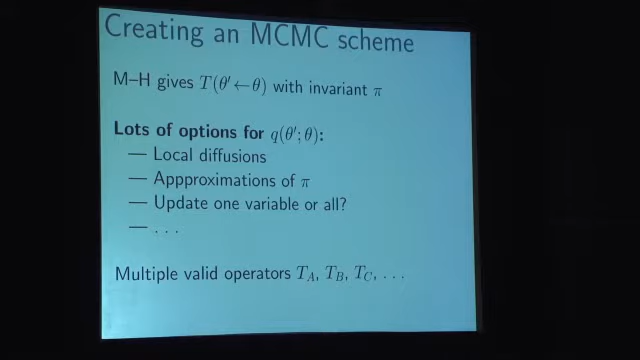 Creating an MCMC scheme
M–H gives T(θ′ ← θ) with invariant π
Lots of options for q(θ′; θ):
— Local diffusions
— Appproximations of π
— Update one variable or all?
— . . .
Multiple valid operators T_A, T_B, T_C, . . .